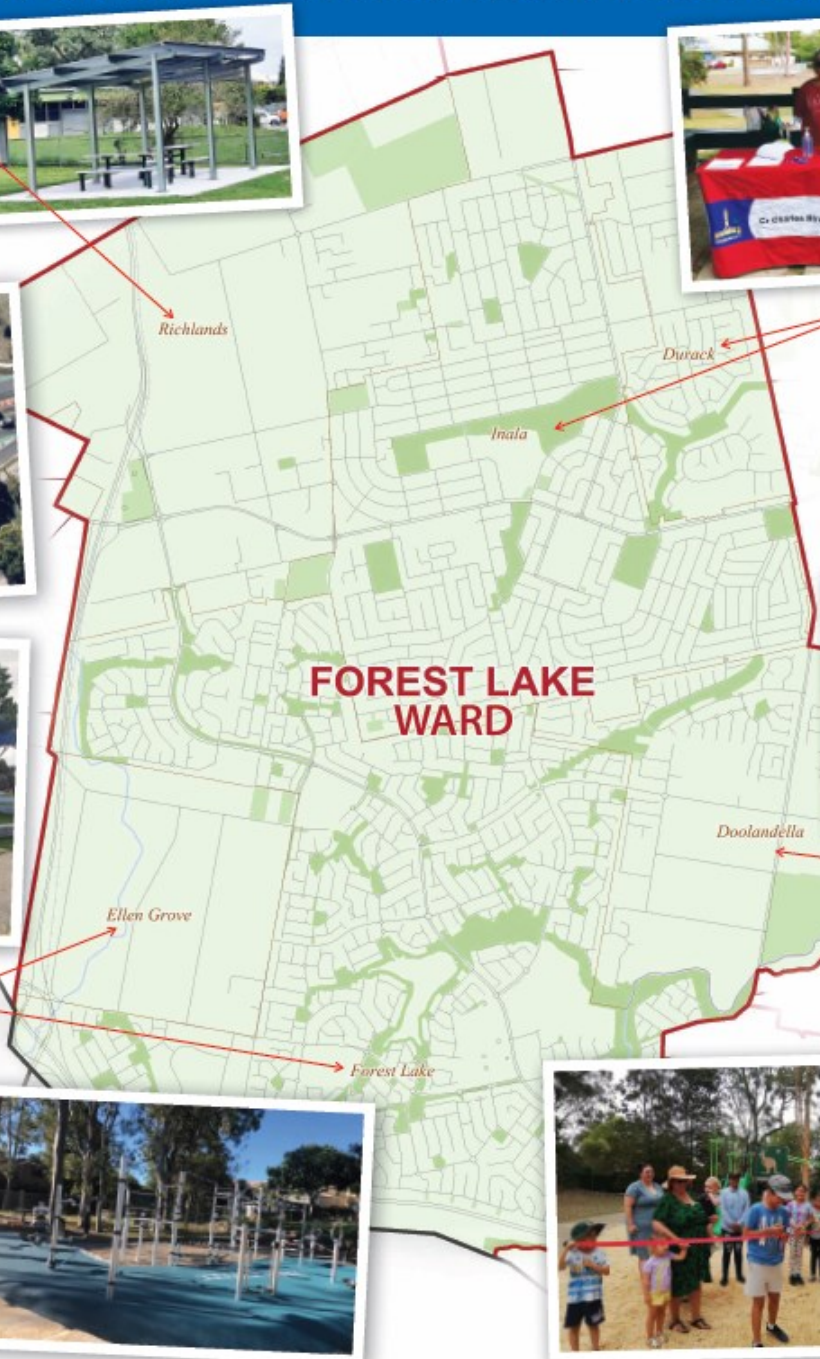 Cr Charles
Richlands
Durack
Inala
FOREST LAKE
WARD
Doolandella
Ellen Grove
Forest Lake